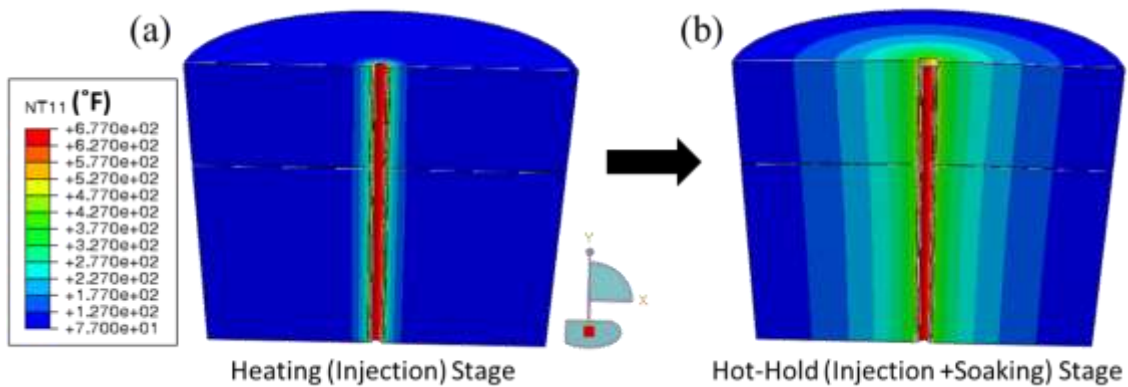 (a)
(b)
NT11 (˚F)
+6.770e+02
+6.270e+02
+5.770e+02
+5.270e+02
+4.770e+02
+4.270e+02
+3.770e+02
+3.270e+02
+2.770e+02
+2.270e+02
+1.770e+02
+1.270e+02
+7.700e+01
Y
X
Heating (Injection) Stage
Hot-Hold (Injection +Soaking) Stage